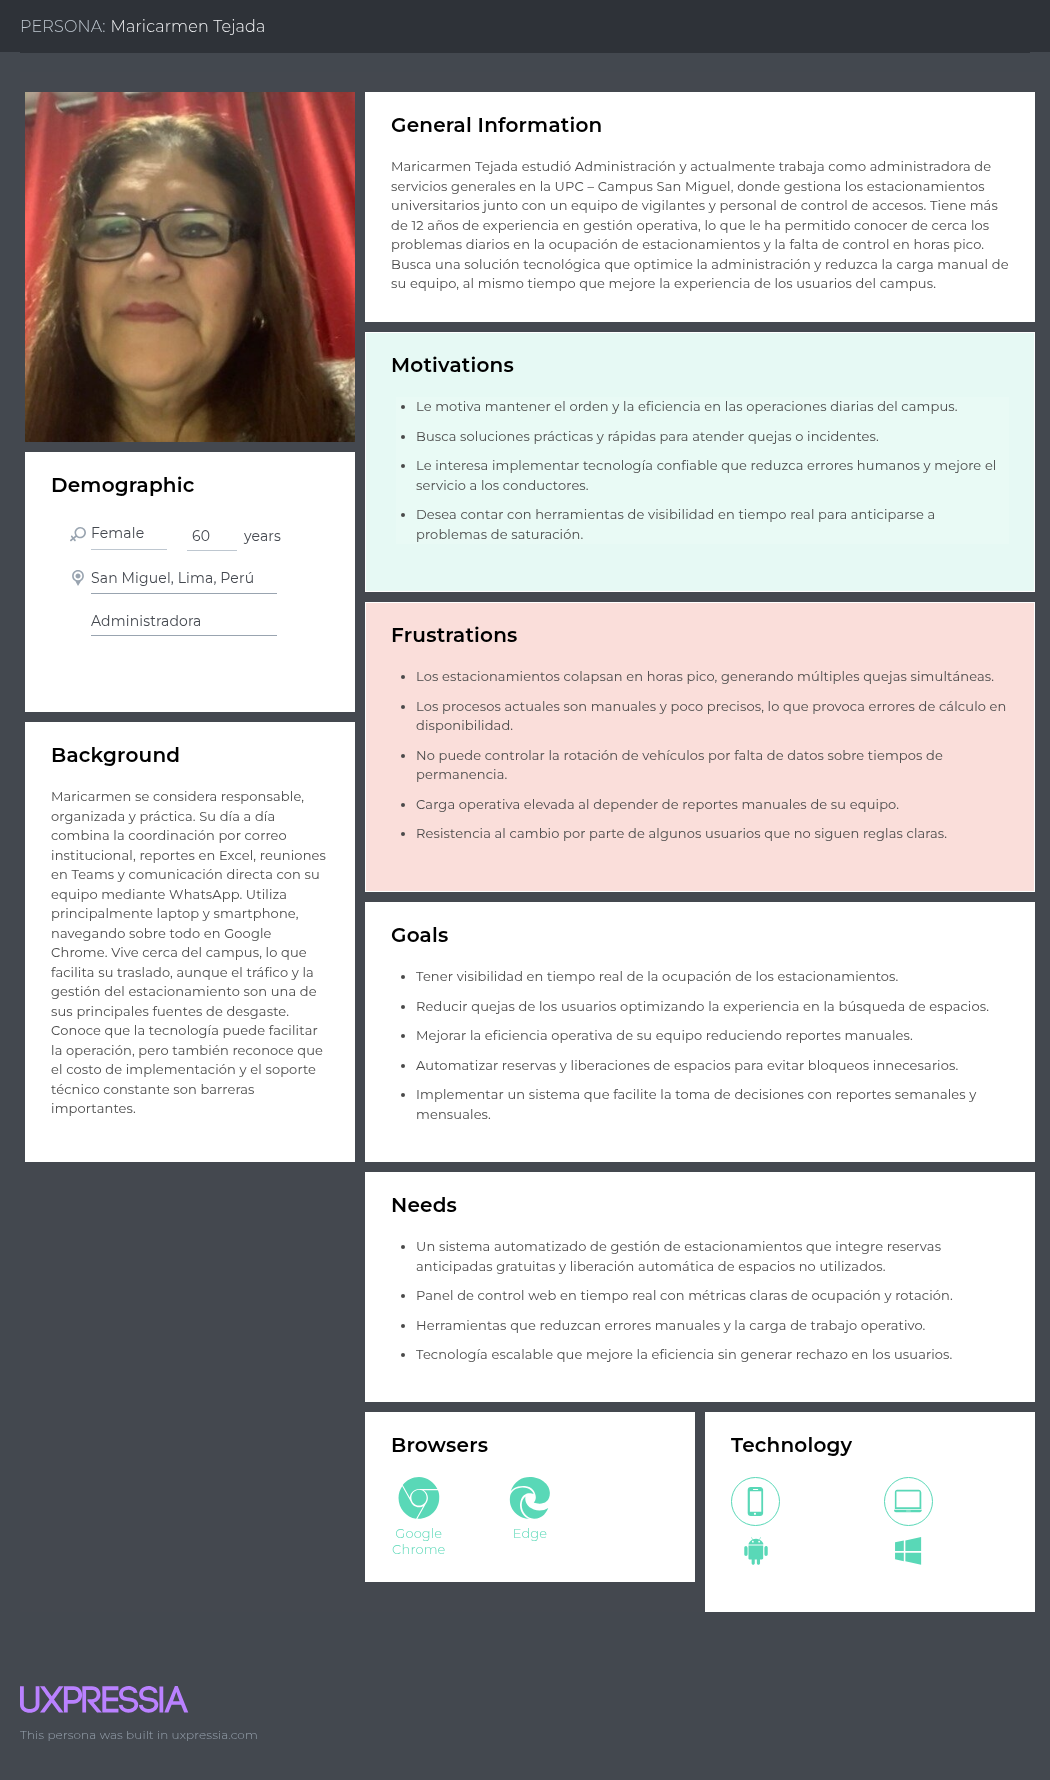 PERSONA: Maricarmen Tejada
General Information
Maricarmen Tejada estudió Administración y actualmente trabaja como administradora de
servicios generales en la UPC – Campus San Miguel, donde gestiona los estacionamientos
universitarios junto con un equipo de vigilantes y personal de control de accesos. Tiene más
de 12 años de experiencia en gestión operativa, lo que le ha permitido conocer de cerca los
problemas diarios en la ocupación de estacionamientos y la falta de control en horas pico.
Busca una solución tecnológica que optimice la administración y reduzca la carga manual de
su equipo, al mismo tiempo que mejore la experiencia de los usuarios del campus.
Motivations
• Le motiva mantener el orden y la eficiencia en las operaciones diarias del campus.
• Busca soluciones prácticas y rápidas para atender quejas o incidentes.
• Le interesa implementar tecnología confiable que reduzca errores humanos y mejore el
servicio a los conductores.
• Desea contar con herramientas de visibilidad en tiempo real para anticiparse a
problemas de saturación.
Demographic
Female 60 years
San Miguel, Lima, Perú
Administradora
Frustrations
• Los estacionamientos colapsan en horas pico, generando múltiples quejas simultáneas.
• Los procesos actuales son manuales y poco precisos, lo que provoca errores de cálculo en
disponibilidad.
• No puede controlar la rotación de vehículos por falta de datos sobre tiempos de
permanencia.
• Carga operativa elevada al depender de reportes manuales de su equipo.
• Resistencia al cambio por parte de algunos usuarios que no siguen reglas claras.
Background
Maricarmen se considera responsable,
organizada y práctica. Su día a día
combina la coordinación por correo
institucional, reportes en Excel, reuniones
en Teams y comunicación directa con su
equipo mediante WhatsApp. Utiliza
principalmente laptop y smartphone,
navegando sobre todo en Google
Chrome. Vive cerca del campus, lo que
facilita su traslado, aunque el tráfico y la
gestión del estacionamiento son una de
sus principales fuentes de desgaste.
Conoce que la tecnología puede facilitar
la operación, pero también reconoce que
el costo de implementación y el soporte
técnico constante son barreras
importantes.
Goals
• Tener visibilidad en tiempo real de la ocupación de los estacionamientos.
• Reducir quejas de los usuarios optimizando la experiencia en la búsqueda de espacios.
• Mejorar la eficiencia operativa de su equipo reduciendo reportes manuales.
• Automatizar reservas y liberaciones de espacios para evitar bloqueos innecesarios.
• Implementar un sistema que facilite la toma de decisiones con reportes semanales y
mensuales.
Needs
• Un sistema automatizado de gestión de estacionamientos que integre reservas
anticipadas gratuitas y liberación automática de espacios no utilizados.
• Panel de control web en tiempo real con métricas claras de ocupación y rotación.
• Herramientas que reduzcan errores manuales y la carga de trabajo operativo.
• Tecnología escalable que mejore la eficiencia sin generar rechazo en los usuarios.
Browsers
Google
Chrome
Edge
Technology
UXPRESSIA
This persona was built in uxpressia.com